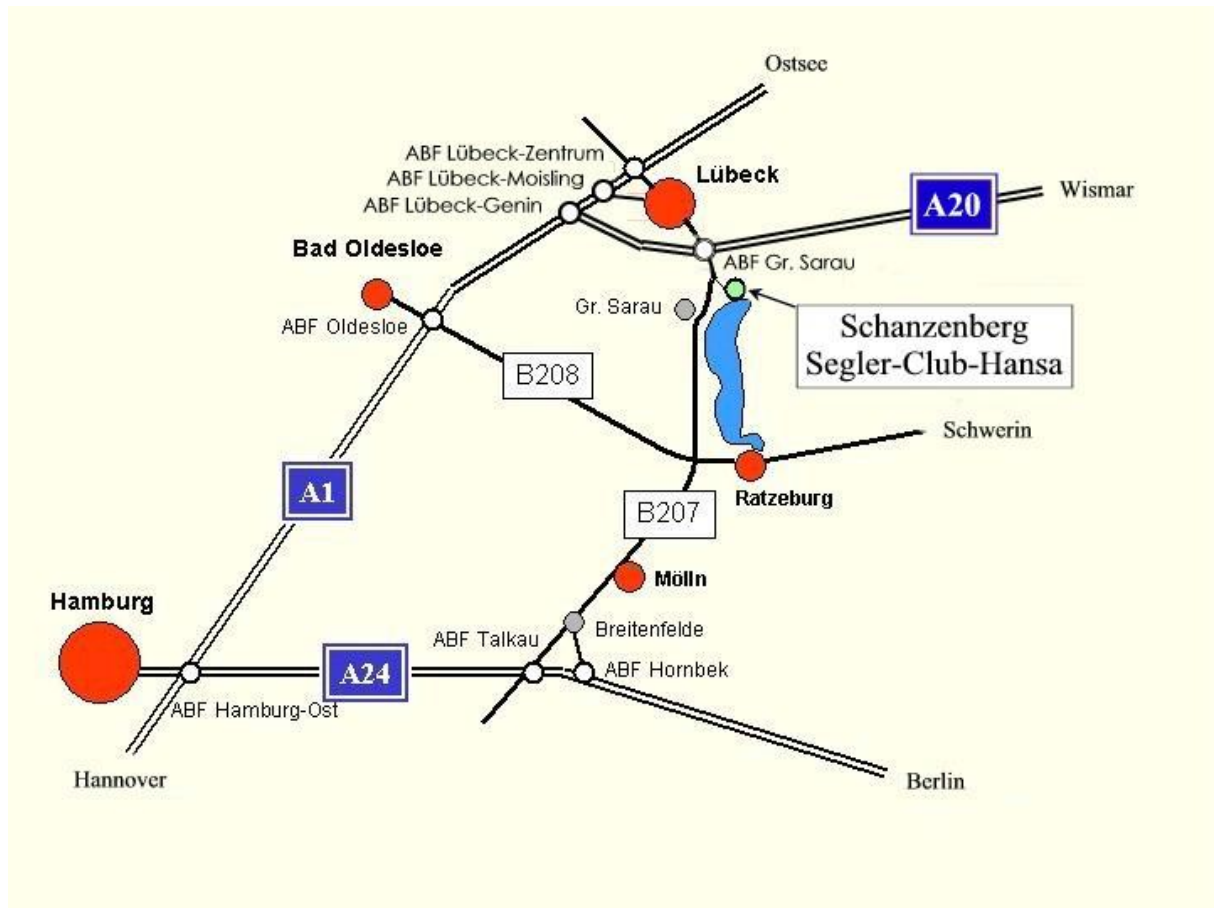 Ostsee
ABF Lübeck-Zentrum
ABF Lübeck-Moisling
Lübeck
ABF Lübeck-Genin
A20
Wismar
Bad Oldesloe
ABF Gr. Sarau
Gr. Sarau
ABF Oldesloe
Schanzenberg
Segler-Club-Hansa
B208
Schwerin
A1
Ratzeburg
B207
Mölln
Hamburg
Breitenfelde
ABF Talkau
ABF Hornbek
A24
ABF Hamburg-Ost
Hannover
Berlin